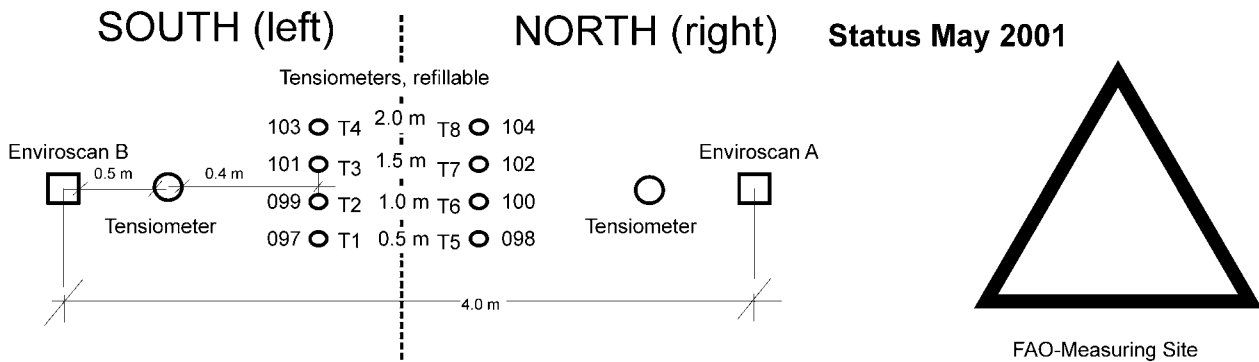 SOUTH (left)
NORTH (right)
Status May 2001
Tensiometers, refillable
103 T4 2.0 m T8 104
Enviroscan B
101 T3 1.5 m T7 102
Enviroscan A
0.5 m
0.4 m
099 T2 1.0 m T6 100
Tensiometer
Tensiometer
097 T1 0.5 m T5 098
4.0 m
FAO-Measuring Site